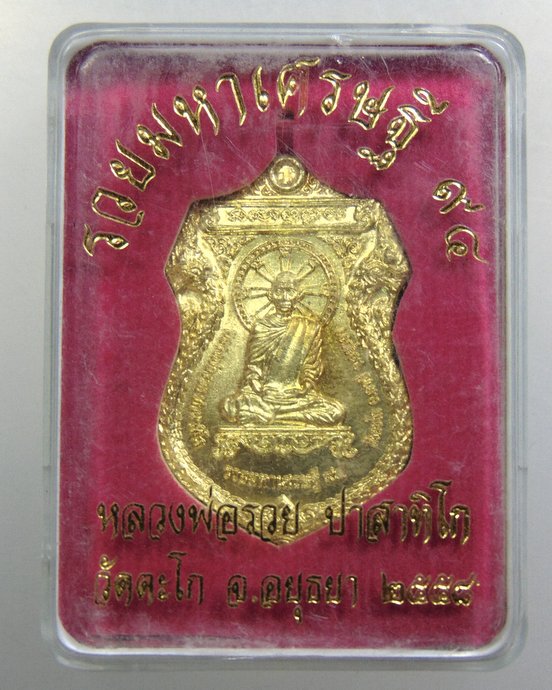 รวยมหาเศรษฐี ๙๔
หลวงพ่อรวย ปาสาทิโก
วัดตะโก จ.อยุธยา ๒๕๕๘